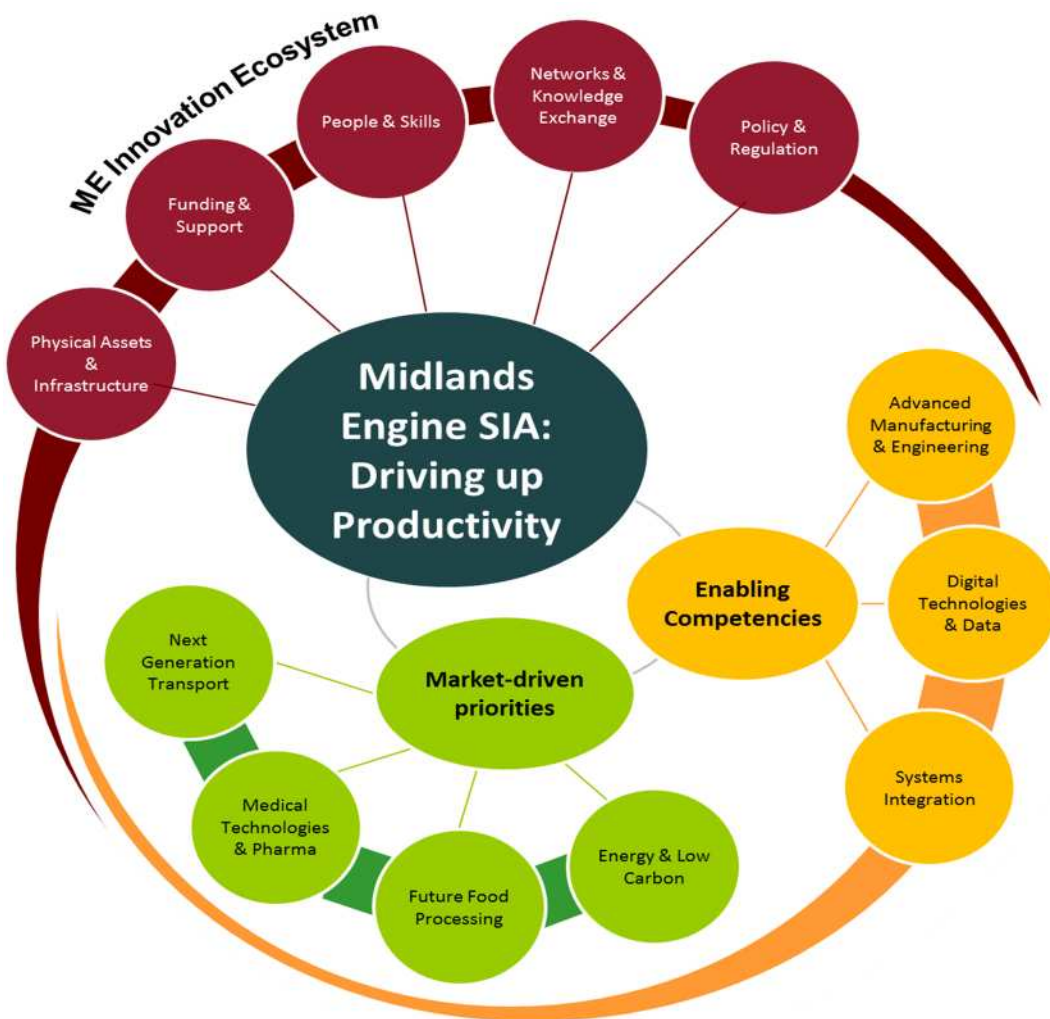 ME Innovation Ecosystem
Networks &
Knowledge
Exchange
People & Skills
Policy &
Regulation
Funding &
Support
Physical Assets
&
Infrastructure
Midlands
Engine SIA:
Driving up
Productivity
Advanced
Manufacturing
& Engineering
Enabling
Competencies
Digital
Technologies
& Data
Next
Generation
Transport
Market-driven
priorities
Systems
Integration
Medical
Technologies
& Pharma
Energy & Low
Carbon
Future Food
Processing